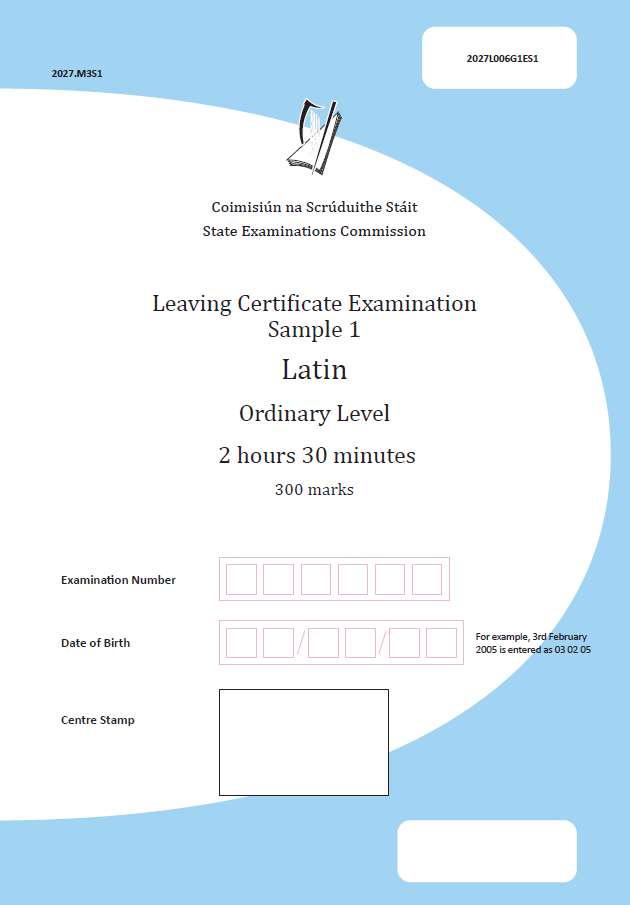 2027.M3S1
2027L006G1ES1
Coimisiún na Scrúduithe Stáit
State Examinations Commission
Leaving Certificate Examination
Sample 1
Latin
Ordinary Level
2 hours 30 minutes
300 marks
Examination Number
Date of Birth
/ /
For example, 3rd February
2005 is entered as 03 02 05
Centre Stamp